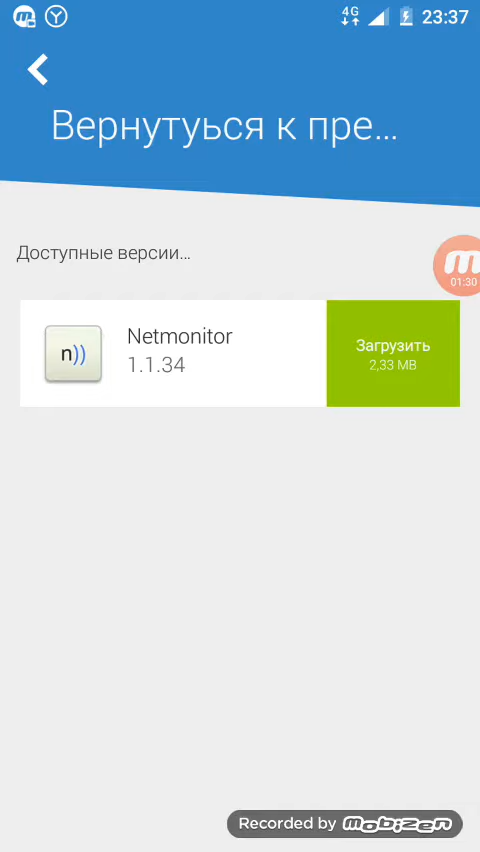 4G 23:37
Вернутуься к пре...
Доступные версии...
01:30
n))
Netmonitor
1.1.34
Загрузить
2,33 MB
Recorded by mobizen